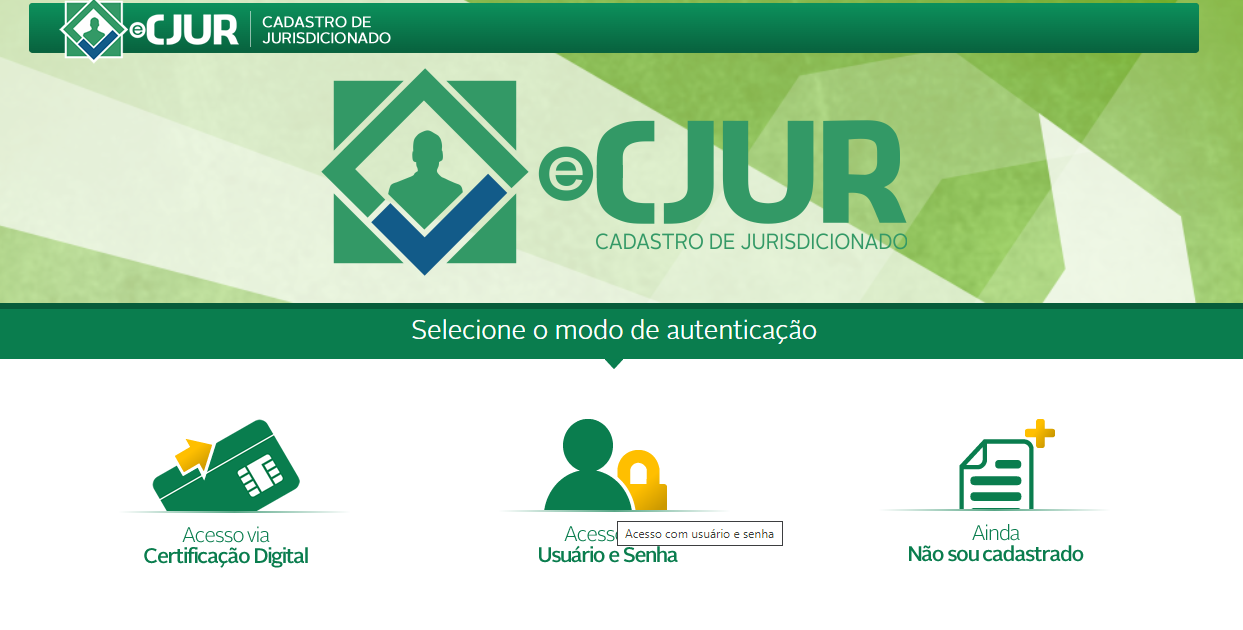 eCJUR
CADASTRO DE
JURISDICIONADO
eCJUR
CADASTRO DE JURISDICIONADO
Selecione o modo de autenticação
Acesso via
Certificação Digital
Acesso
Acesso com usuário e senha
Usuário e Senha
Ainda
Não sou cadastrado